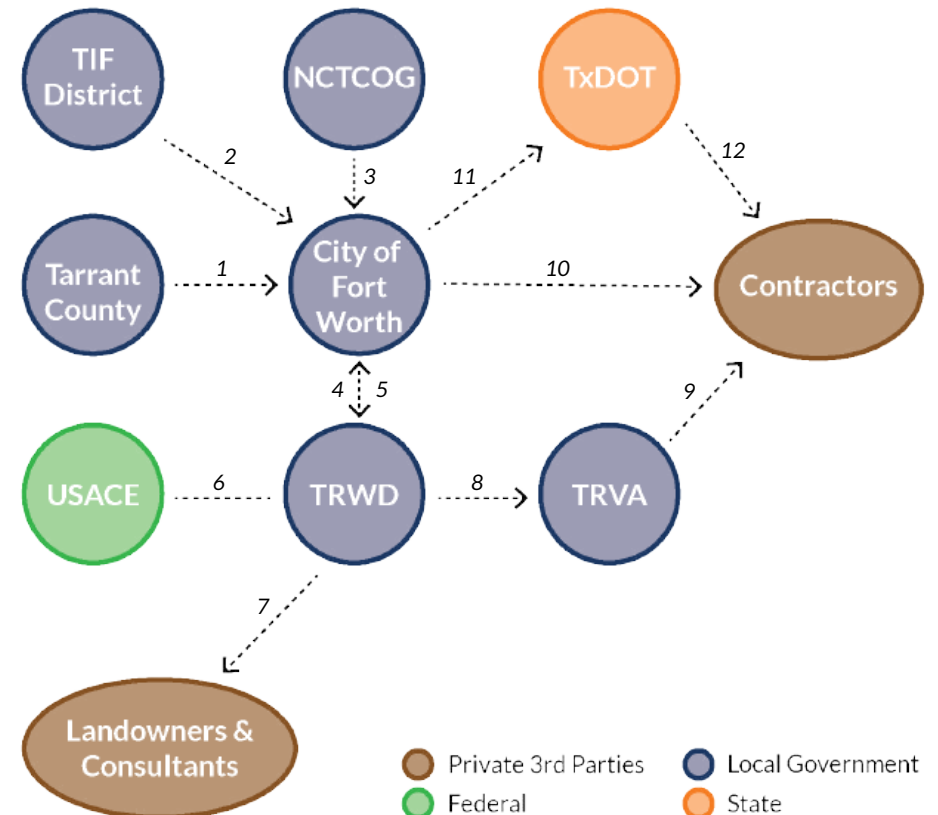 TIF
District
NCTCOG
TxDOT
2
3
11
12
Tarrant
County
1
City of
Fort
Worth
10
Contractors
4
5
9
USACE
6
TRWD
8
TRVA
7
Landowners &
Consultants
Private 3rd Parties
Local Government
Federal
State